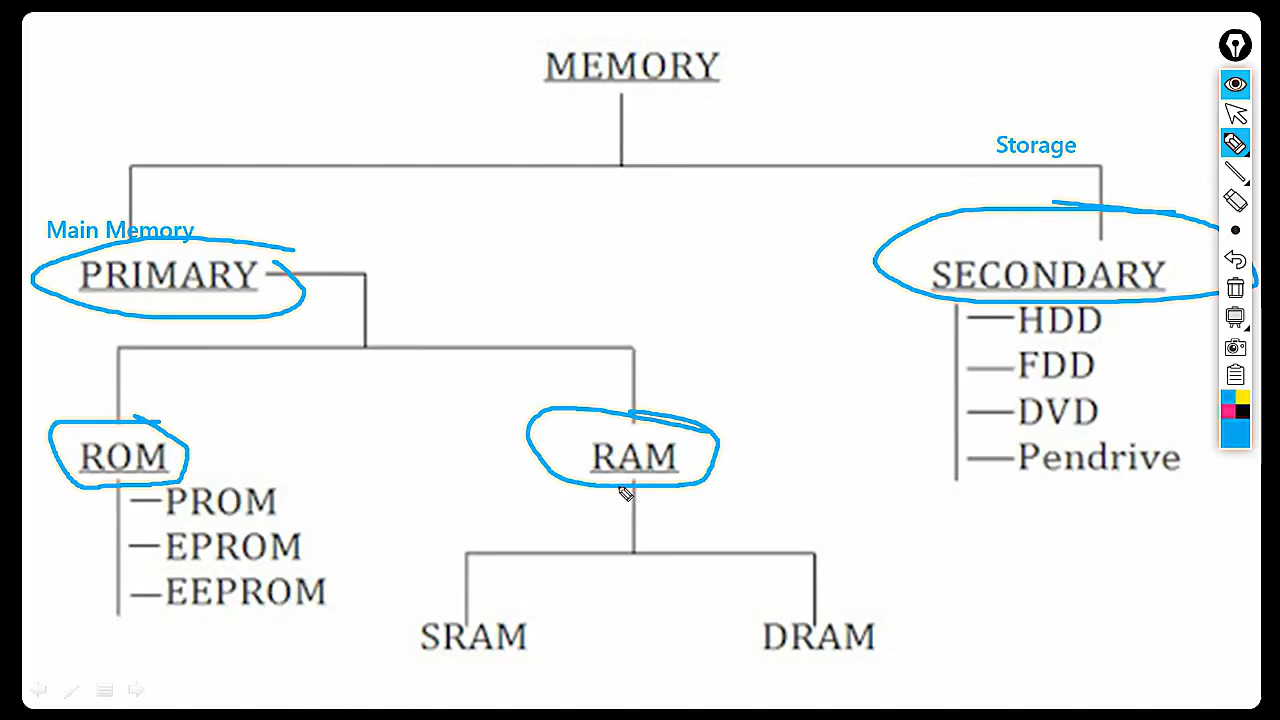 MEMORY
Storage
Main Memory
PRIMARY
SECONDARY
HDD
FDD
DVD
Pendrive
ROM
RAM
PROM
EPROM
EEPROM
SRAM
DRAM